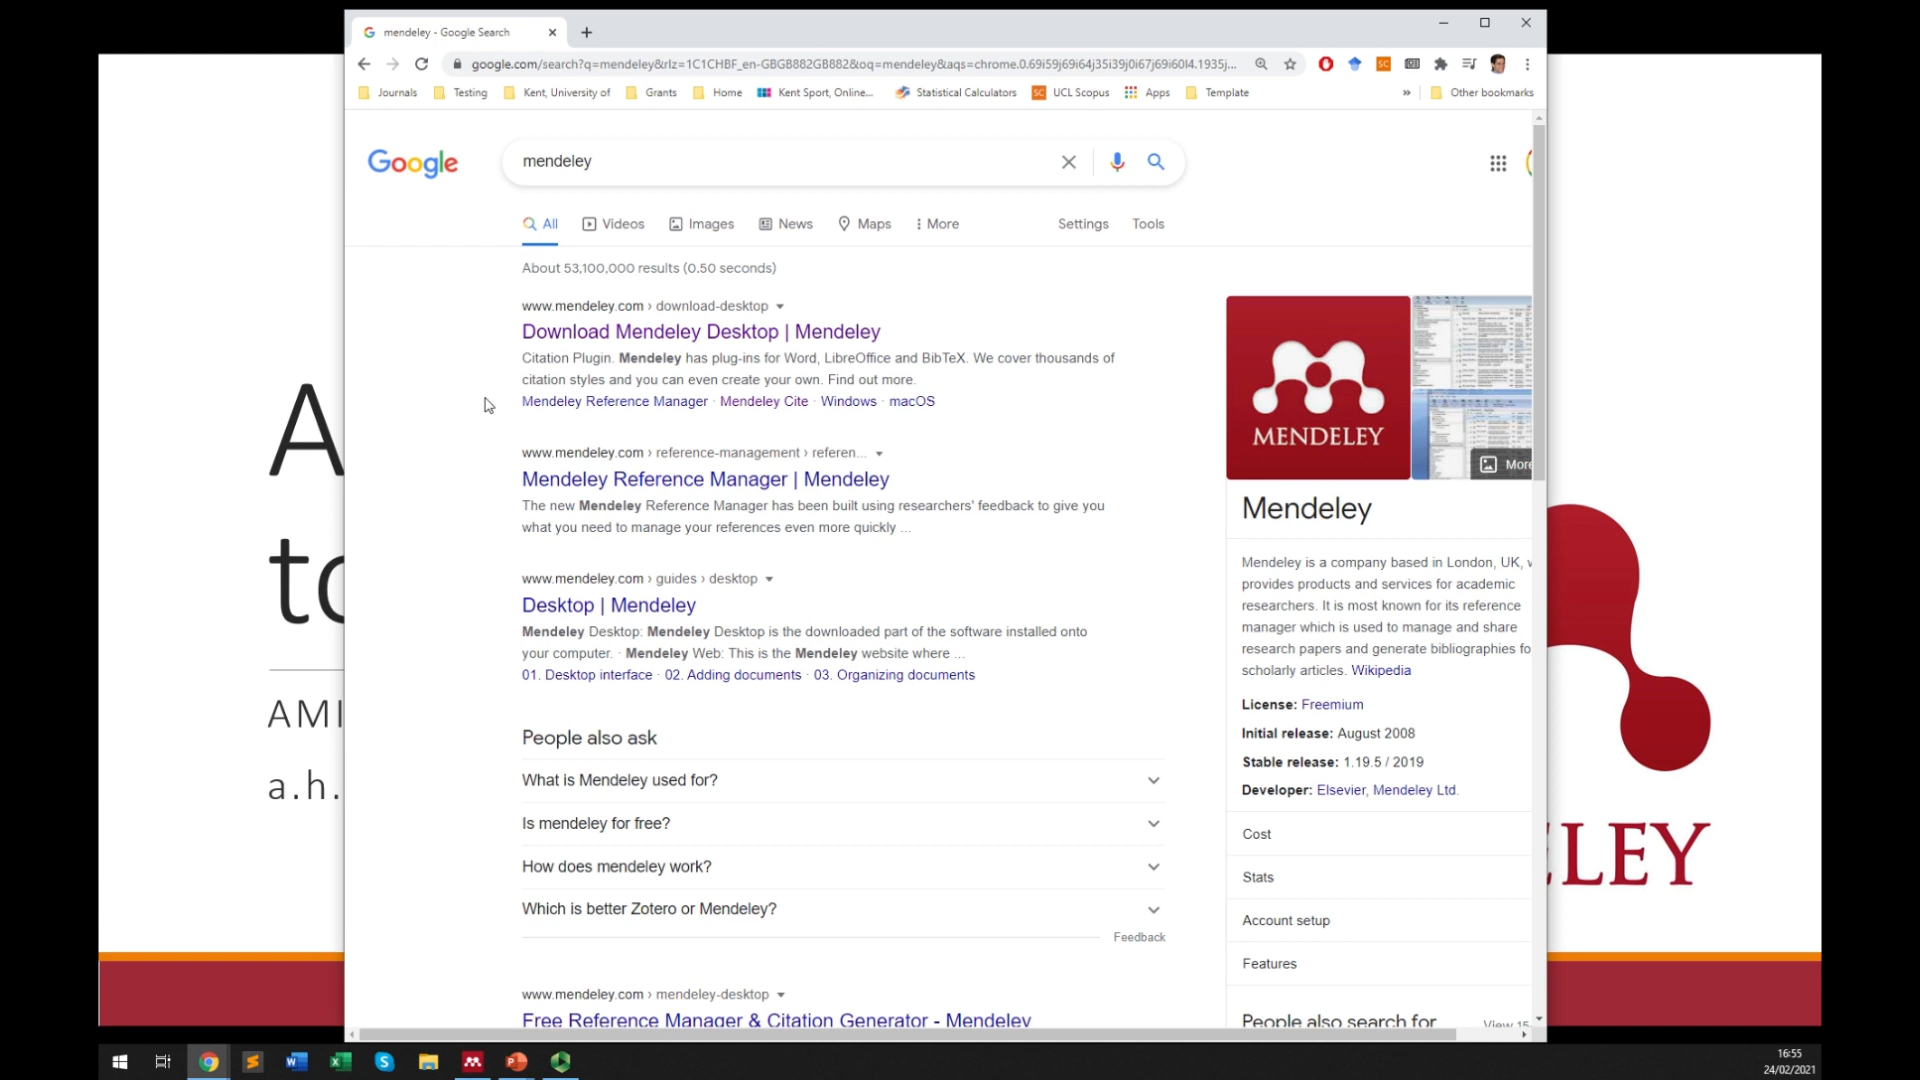 mendeley - Google Search
google.com/search?q=mendeley&rlz=1C1CHBF_en-GBGB882GB882&oq=mendeley&aqs=chrome.0.69i59j69i64j35i39j0i67j69i60l4.1935j...
Journals Testing Kent, University of Grants Home Kent Sport, Online... Statistical Calculators UCL Scopus Apps Template » Other bookmarks
Google
mendeley
All Videos Images News Maps More Settings Tools
About 53,100,000 results (0.50 seconds)
www.mendeley.com › download-desktop
Download Mendeley Desktop | Mendeley
Citation Plugin. Mendeley has plug-ins for Word, LibreOffice and BibTeX. We cover thousands of
citation styles and you can even create your own. Find out more.
Mendeley Reference Manager · Mendeley Cite · Windows · macOS
www.mendeley.com › reference-management › referen...
Mendeley Reference Manager | Mendeley
The new Mendeley Reference Manager has been built using researchers' feedback to give you
what you need to manage your references even more quickly ...
www.mendeley.com › guides › desktop
Desktop | Mendeley
Mendeley Desktop: Mendeley Desktop is the downloaded part of the software installed onto
your computer. · Mendeley Web: This is the Mendeley website where ...
01. Desktop interface · 02. Adding documents · 03. Organizing documents
People also ask
What is Mendeley used for?
Is mendeley for free?
How does mendeley work?
Which is better Zotero or Mendeley?
Feedback
www.mendeley.com › mendeley-desktop
Free Reference Manager & Citation Generator - Mendeley
MENDELEY
More
Mendeley
Mendeley is a company based in London, UK, w
provides products and services for academic
researchers. It is most known for its reference
manager which is used to manage and share
research papers and generate bibliographies fo
scholarly articles. Wikipedia
License: Freemium
Initial release: August 2008
Stable release: 1.19.5 / 2019
Developer: Elsevier, Mendeley Ltd.
Cost
Stats
Account setup
Features
People also search for View 15
A
to
AMI
a.h.
LEY
16:55
24/02/2021